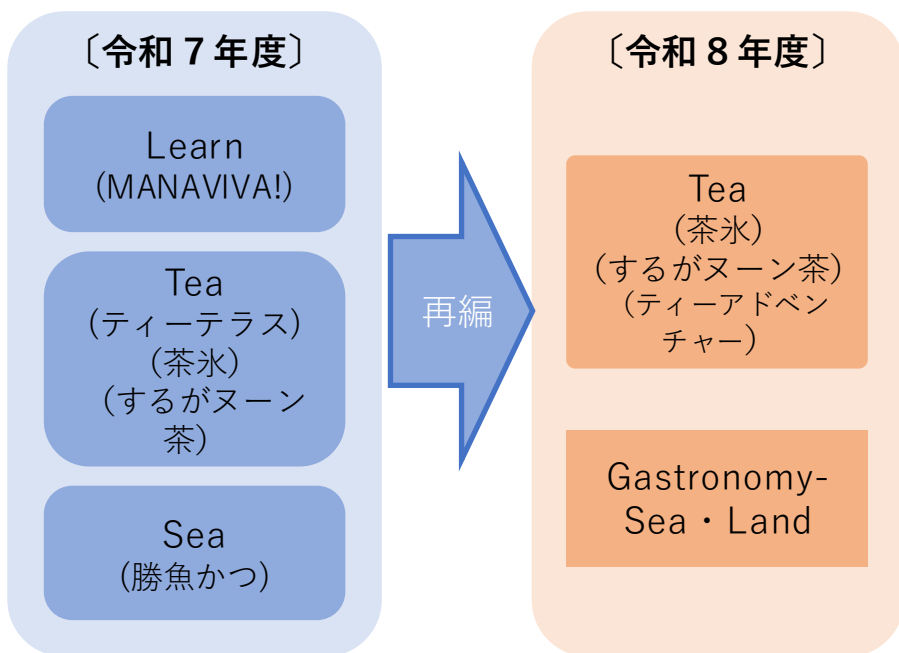 〔令和7年度〕
Learn
(MANAVIVA!)
Tea
(ティーテラス)
(茶氷)
(するがヌーン
茶)
Sea
(勝魚かつ)
再編
〔令和8年度〕
Tea
(茶氷)
(するがヌーン茶)
(ティーアドベン
チャー)
Gastronomy-
Sea・Land